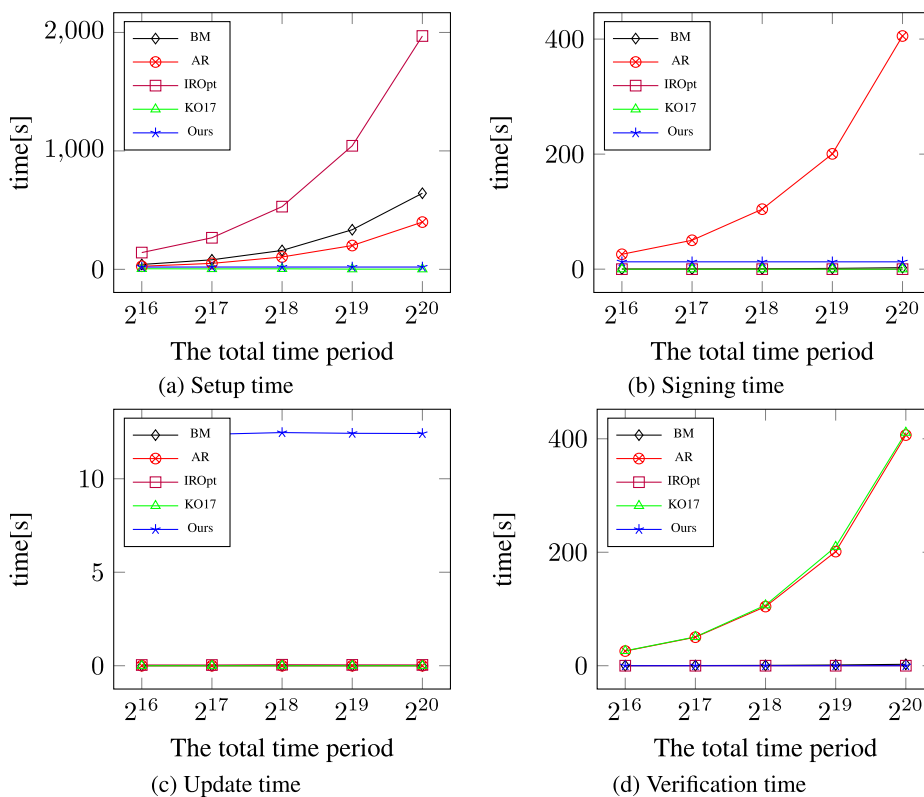 2,000
1,000
0
time[s]
BM
AR
IROpt
KO17
Ours
2^16 2^17 2^18 2^19 2^20
The total time period
(a) Setup time
400
200
0
time[s]
BM
AR
IROpt
KO17
Ours
2^16 2^17 2^18 2^19 2^20
The total time period
(b) Signing time
10
5
0
time[s]
BM
AR
IROpt
KO17
Ours
2^16 2^17 2^18 2^19 2^20
The total time period
(c) Update time
400
200
0
time[s]
BM
AR
IROpt
KO17
Ours
2^16 2^17 2^18 2^19 2^20
The total time period
(d) Verification time